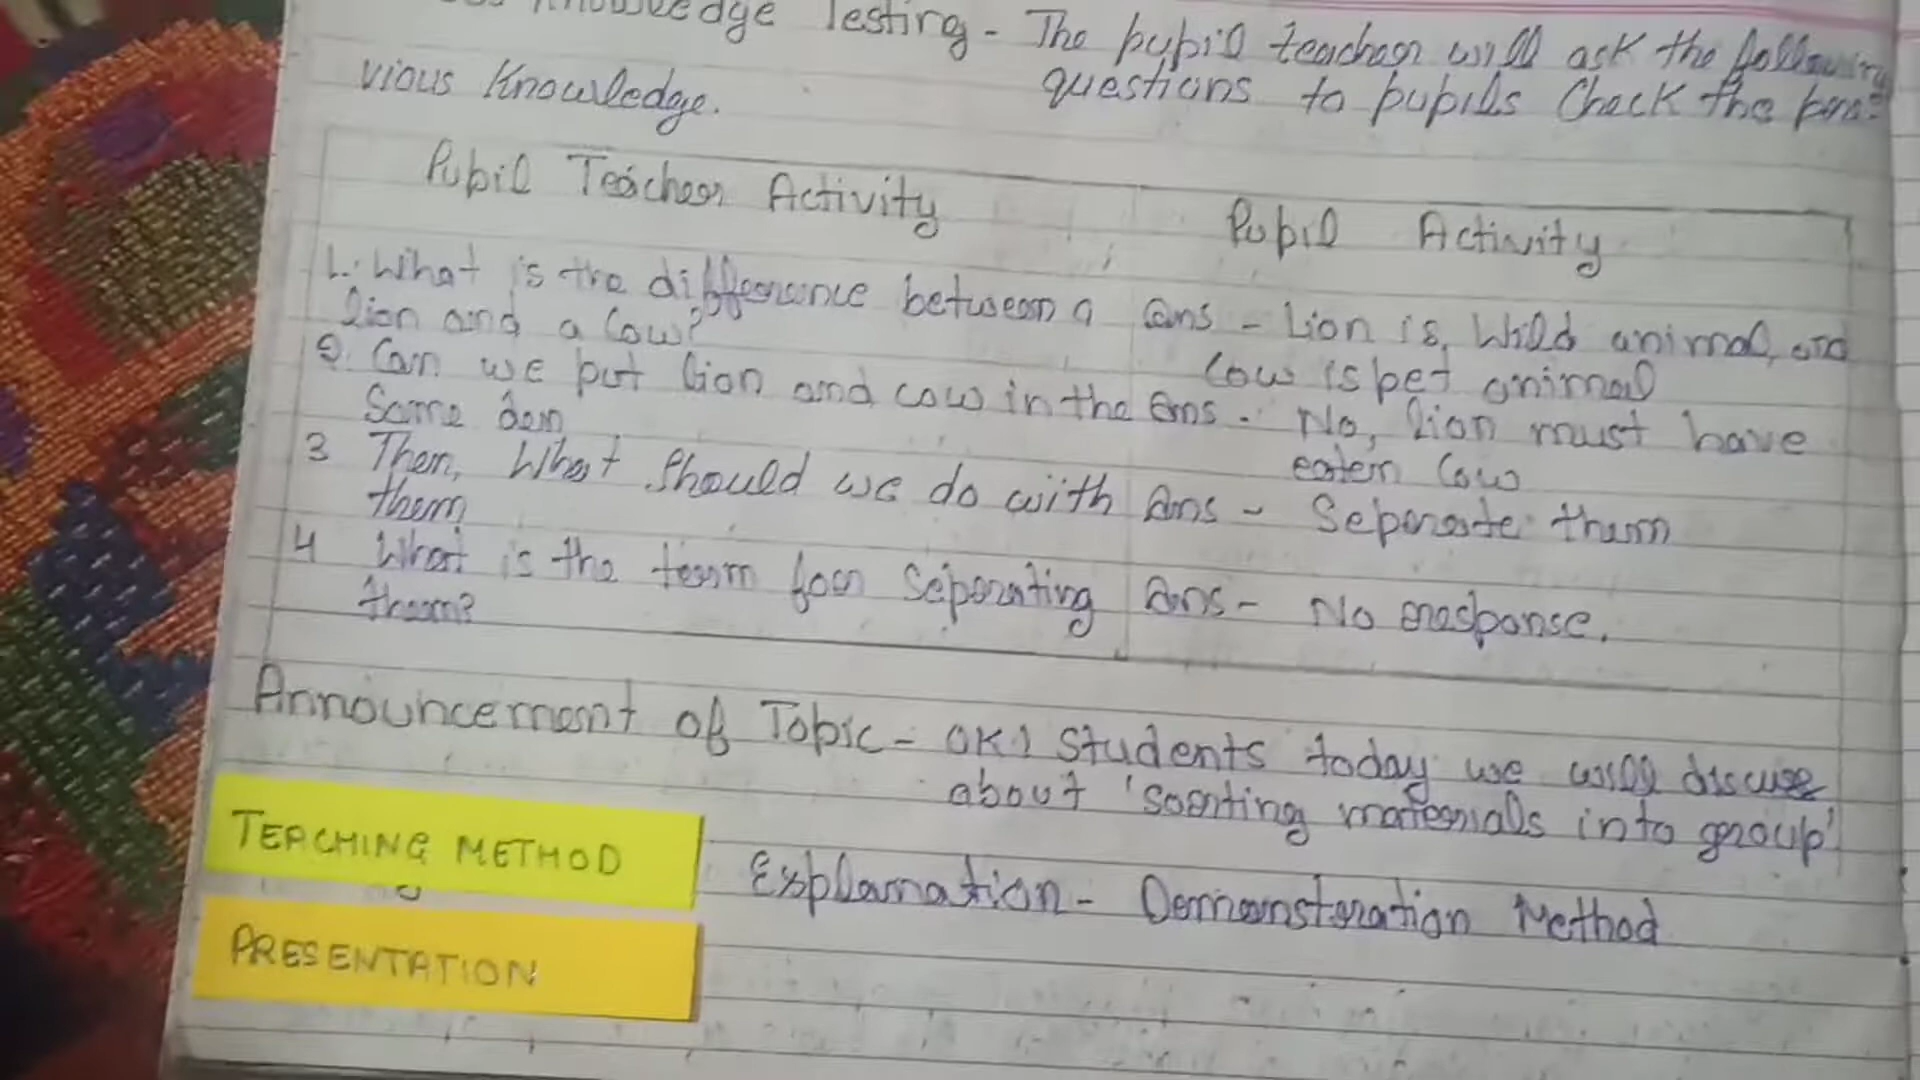 Knowledge Testing - The pupil teacher will ask the following
vious Knowledge. questions to pupils Check the pre-
Pupil Teacher Activity Pupil Activity
1. What is the difference between a
lion and a Cow?
Ans - Lion is Wild animal, and
Cow is pet animal
2. Can we put lion and cow in the
Same den
Ans - No, lion must have
eaten Cow
3 Then, What Should we do with
them
Ans - Seperate them
4 What is the term for Seperating
them?
Ans - No response.
Announcement of Topic - OK! Students today we will discuse
about 'Sorting materials into group'
TEACHING METHOD Explanation - Demonstration Method
PRESENTATION